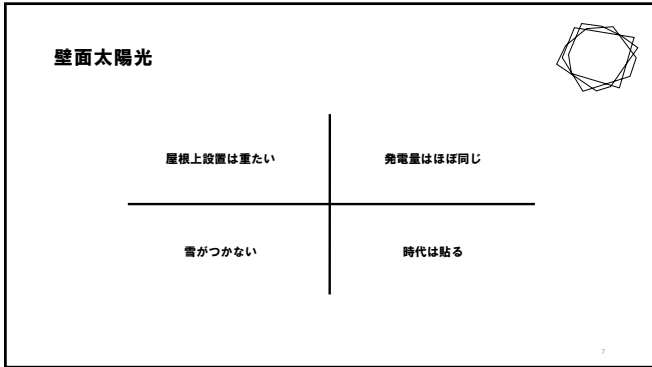 壁面太陽光
屋根上設置は重たい
発電量はほぼ同じ
雪がつかない
時代は貼る
7